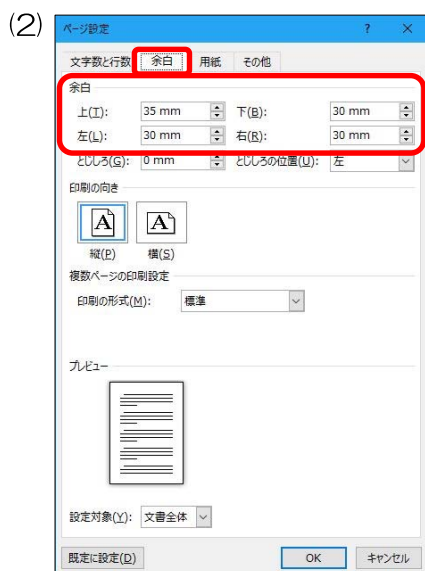 (2)
ページ設定 ? ×
文字数と行数 余白 用紙 その他
余白
上(T): 35 mm 下(B): 30 mm
左(L): 30 mm 右(R): 30 mm
とじしろ(G): 0 mm とじしろの位置(U): 左
印刷の向き
A A
縦(P) 横(S)
複数ページの印刷設定
印刷の形式(M): 標準
プレビュー
設定対象(Y): 文書全体
既定に設定(D) OK キャンセル